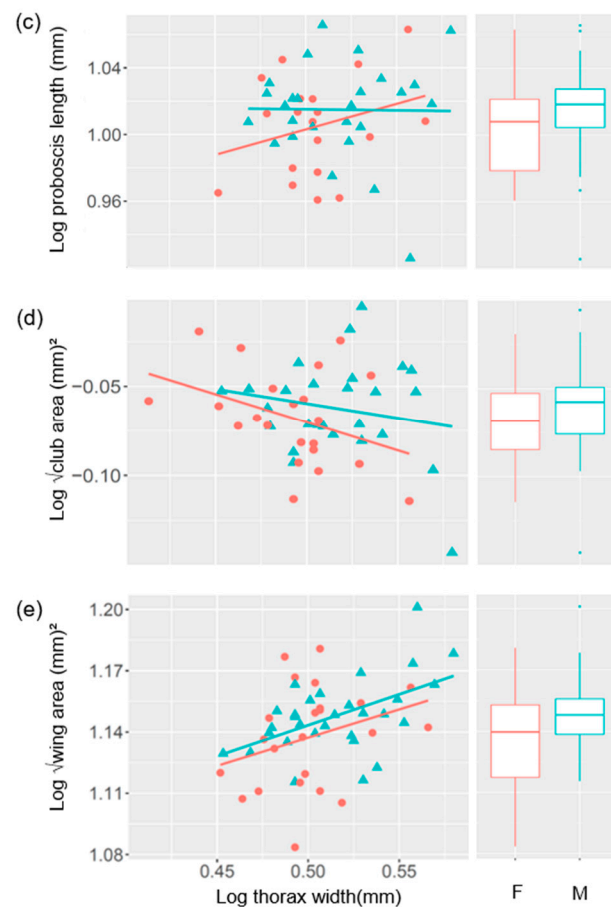 (c)
Log proboscis length (mm)
1.04
1.00
0.96
(d)
Log √club area (mm)²
−0.05
−0.10
(e)
Log √wing area (mm)²
1.20
1.17
1.14
1.11
1.08
0.45 0.50 0.55
Log thorax width(mm)
F M